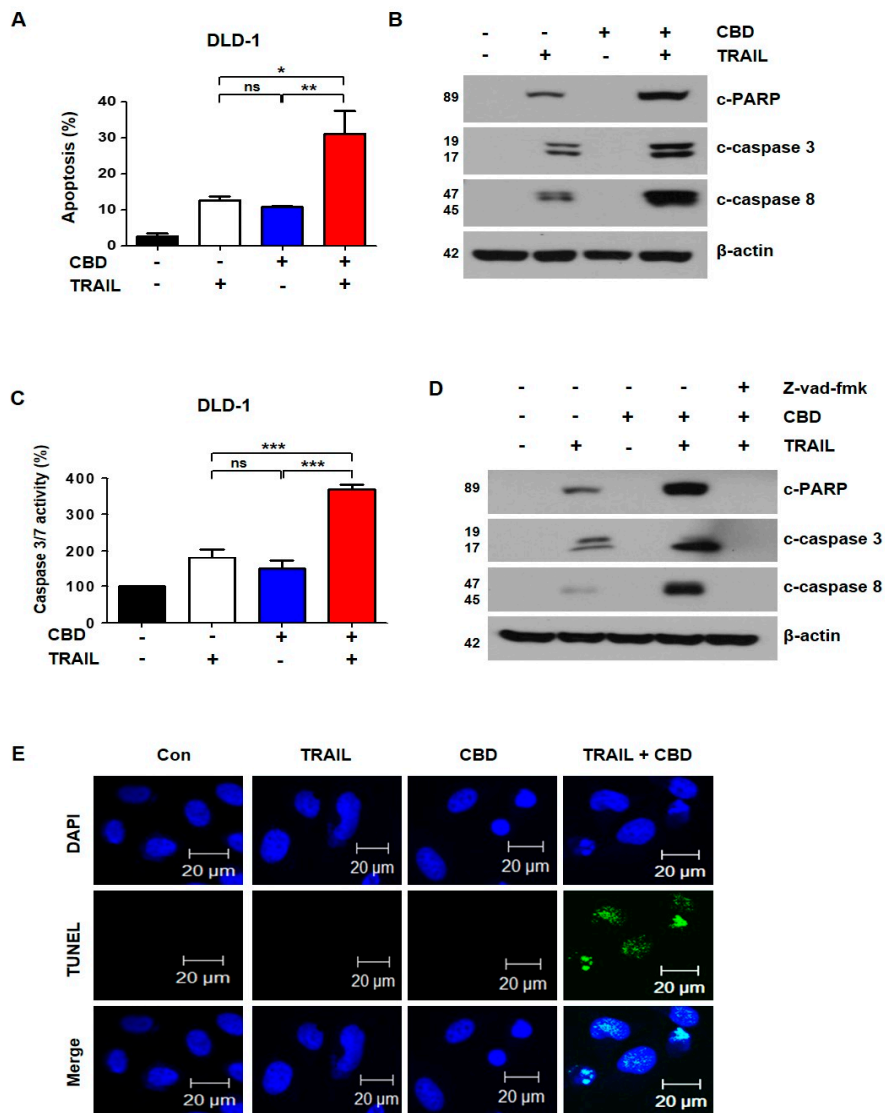 A
DLD-1
*
ns **
Apoptosis (%)
50
40
30
20
10
0
CBD - - + +
TRAIL - + - +
B
- - + + CBD
- + - + TRAIL
89 c-PARP
19
17 c-caspase 3
47
45 c-caspase 8
42 β-actin
C
DLD-1
***
ns ***
Caspase 3/7 activity (%)
400
300
200
100
0
CBD - - + +
TRAIL - + - +
D
- - - - + Z-vad-fmk
- - + + + CBD
- + - + + TRAIL
89 c-PARP
19
17 c-caspase 3
47
45 c-caspase 8
42 β-actin
E
Con TRAIL CBD TRAIL + CBD
DAPI
20 µm 20 µm 20 µm 20 µm
TUNEL
20 µm 20 µm 20 µm 20 µm
Merge
20 µm 20 µm 20 µm 20 µm